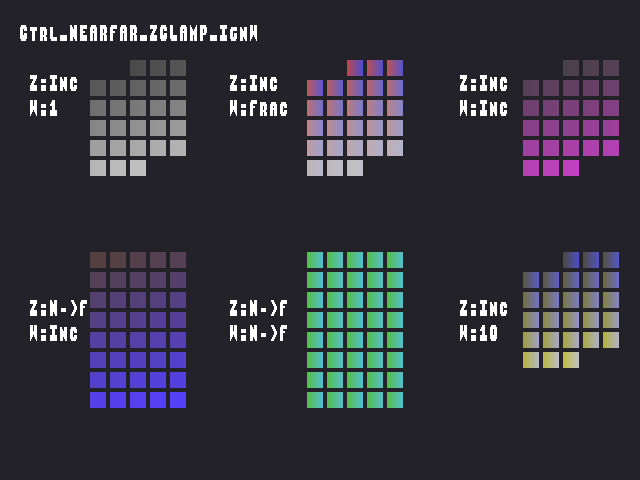 Ctrl_NEARFAR_ZCLAMP_IgnW
Z:Inc
W:1
Z:Inc
W:Frac
Z:Inc
W:Inc
Z:N->F
W:Inc
Z:N->F
W:N->F
Z:Inc
W:10